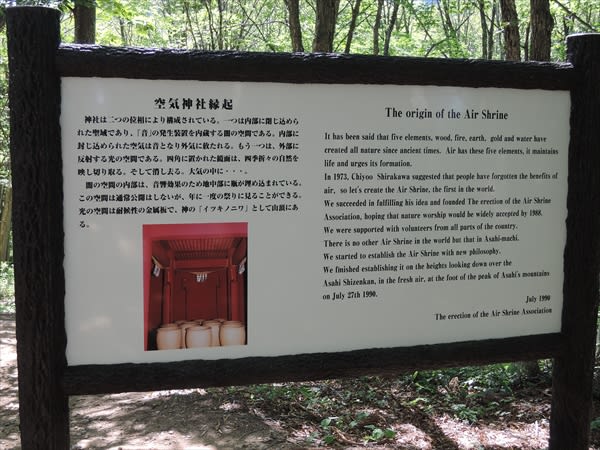 空気神社縁起
神社は二つの位相により構成されている。一つは内部に閉じ込めら
れた聖域であり、「音」の発生装置を内蔵する闇の空間である。内部に
封じ込められた空気は音となり外気に放たれる。もう一つは、外部に
反射する光の空間である。四角に置かれた鏡面は、四季折々の自然を
映し切り取る。そして消し去る。大気の中に・・・。
闇の空間の内部は、音響効果のため地中部に瓶が埋め込まれている。
この空間は通常公開はしないが、年に一度の祭りに見ることができる。
光の空間は耐候性の金属板で、神の「イツキノニワ」として山頂にあ
る。
The origin of the Air Shrine
It has been said that five elements, wood, fire, earth, gold and water have
created all nature since ancient times. Air has these five elements, it maintains
life and urges its formation.
In 1973, Chiyoo Shirakawa suggested that people have forgotten the benefits of
air, so let's create the Air Shrine, the first in the world.
We succeeded in fulfilling his idea and founded The erection of the Air Shrine
Association, hoping that nature worship would be widely accepted by 1988.
We were supported with volunteers from all parts of the country.
There is no other Air Shrine in the world but that in Asahi-machi.
We started to establish the Air Shrine with new philosophy.
We finished establishing it on the heights looking down over the
Asahi Shizenkan, in the fresh air, at the foot of the peak of Asahi's mountains
on July 27th 1990.
July 1990
The erection of the Air Shrine Association